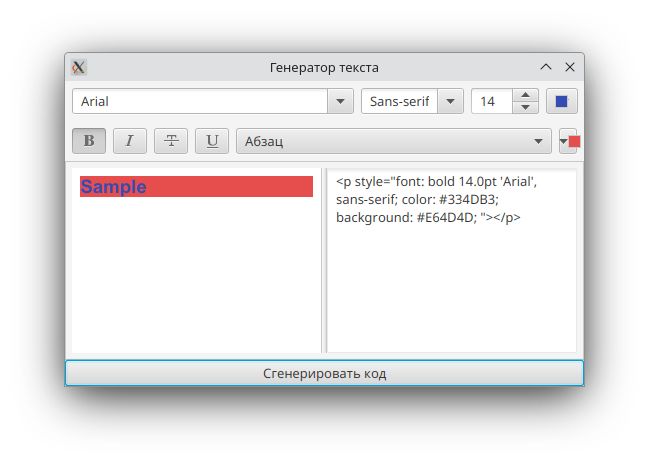 Генератор текста
Arial
Sans-serif
14
B I T U
Абзац
Sample
<p style="font: bold 14.0pt 'Arial',
sans-serif; color: #334DB3;
background: #E64D4D; "></p>
Сгенерировать код